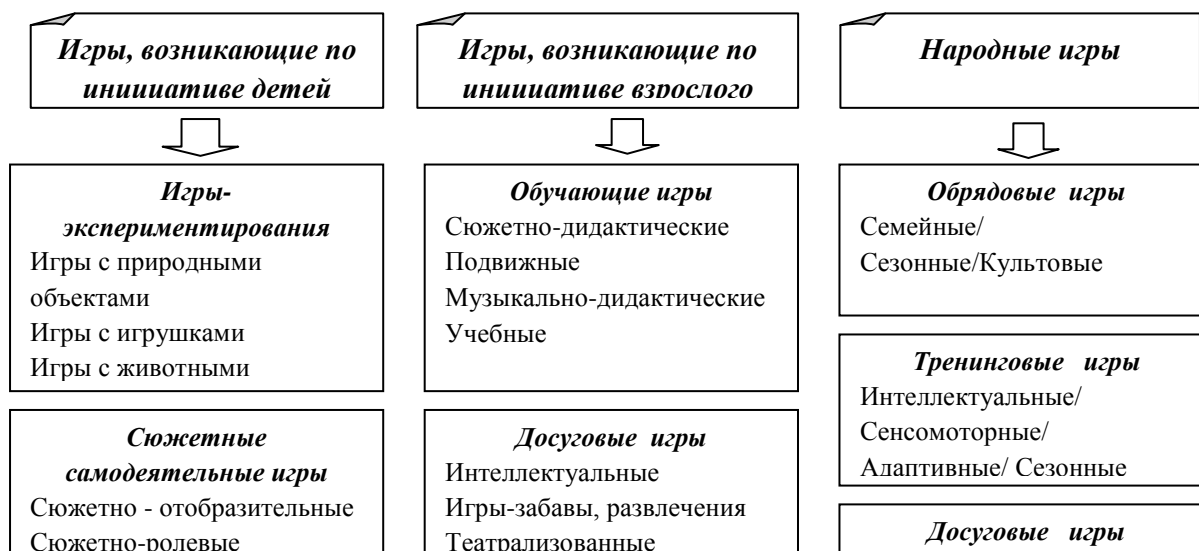 Игры, возникающие по
инициативе детей
Игры-
экспериментирования
Игры с природными
объектами
Игры с игрушками
Игры с животными
Сюжетные
самодеятельные игры
Сюжетно - отобразительные
Сюжетно-ролевые
Игры, возникающие по
инициативе взрослого
Обучающие игры
Сюжетно-дидактические
Подвижные
Музыкально-дидактические
Учебные
Досуговые игры
Интеллектуальные
Игры-забавы, развлечения
Театрализованные
Народные игры
Обрядовые игры
Семейные/
Сезонные/Культовые
Тренинговые игры
Интеллектуальные/
Сенсомоторные/
Адаптивные/ Сезонные
Досуговые игры